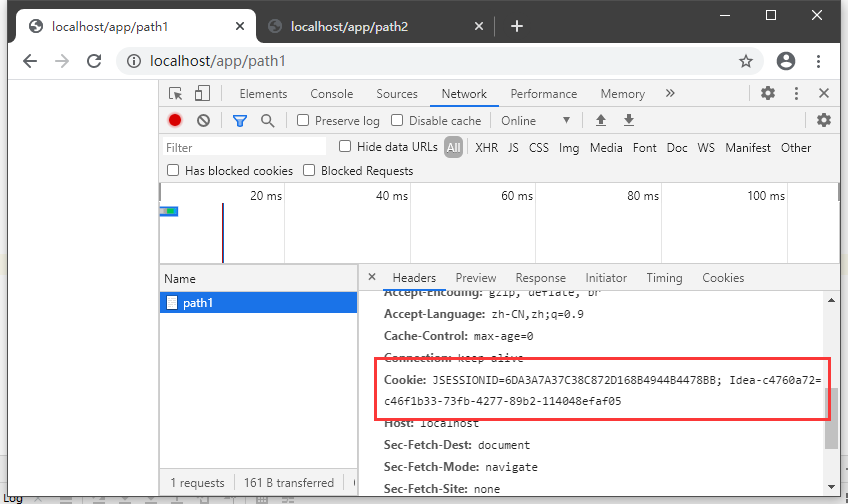 localhost/app/path1
localhost/app/path2
localhost/app/path1
Elements Console Sources Network Performance Memory
Preserve log Disable cache Online
Filter Hide data URLs All XHR JS CSS Img Media Font Doc WS Manifest Other
Has blocked cookies Blocked Requests
20 ms 40 ms 60 ms 80 ms 100 ms
Name
path1
Headers Preview Response Initiator Timing Cookies
Accept-Encoding: gzip, deflate, br
Accept-Language: zh-CN,zh;q=0.9
Cache-Control: max-age=0
Connection: keep-alive
Cookie: JSESSIONID=6DA3A7A37C38C872D168B4944B4478BB; Idea-c4760a72=
c46f1b33-73fb-4277-89b2-114048efaf05
Host: localhost
Sec-Fetch-Dest: document
Sec-Fetch-Mode: navigate
Sec-Fetch-Site: none
1 requests 161 B transferred
Log